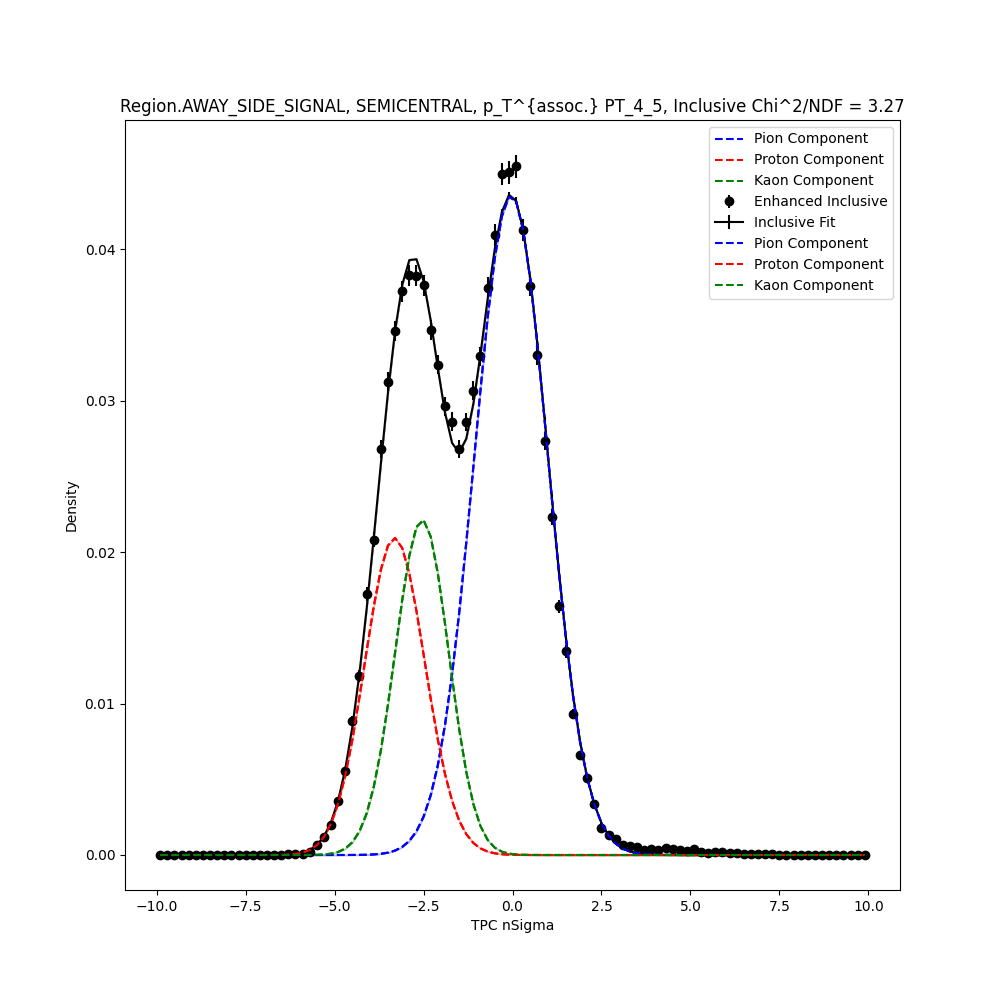 Region.AWAY_SIDE_SIGNAL, SEMICENTRAL, p_T^{assoc.} PT_4_5, Inclusive Chi^2/NDF = 3.27
Pion Component
Proton Component
Kaon Component
Enhanced Inclusive
Inclusive Fit
Pion Component
Proton Component
Kaon Component
0.04
0.03
0.02
0.01
0.00
Density
−10.0 −7.5 −5.0 −2.5 0.0 2.5 5.0 7.5 10.0
TPC nSigma